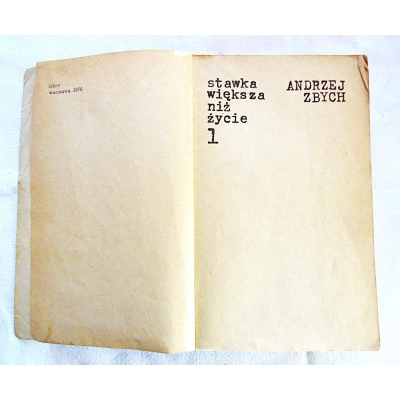 Iskry
Warszawa 1976
stawka
większa
niż
życie
1
ANDRZEJ
ZBYCH